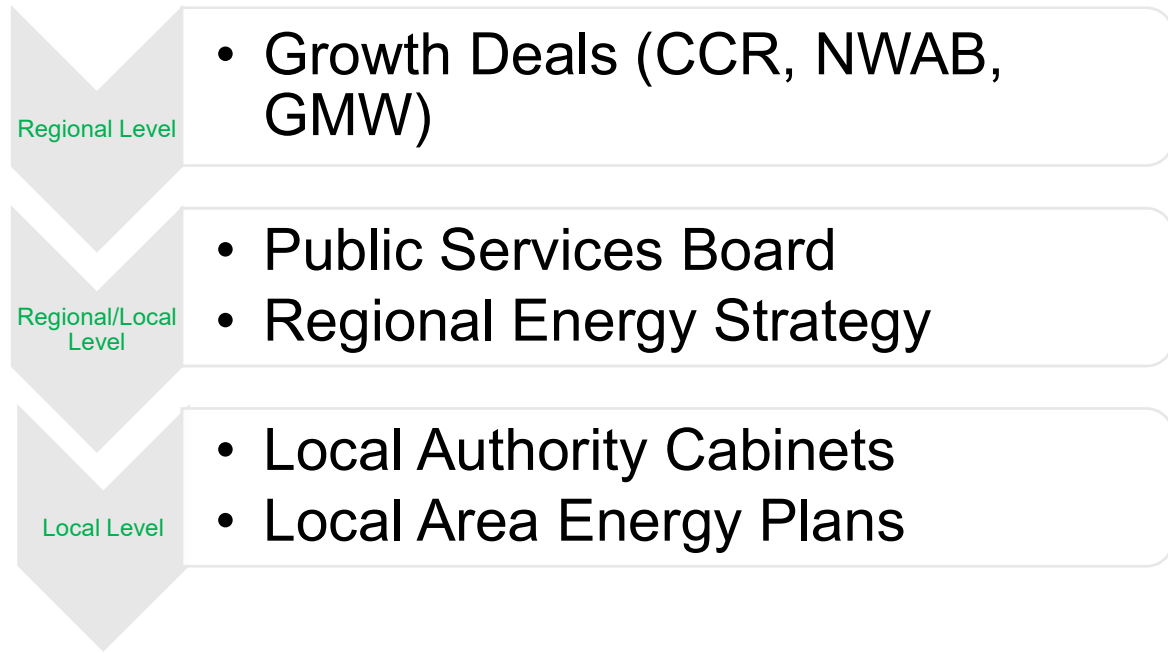 Regional Level
• Growth Deals (CCR, NWAB,
GMW)
Regional/Local
Level
• Public Services Board
• Regional Energy Strategy
Local Level
• Local Authority Cabinets
• Local Area Energy Plans